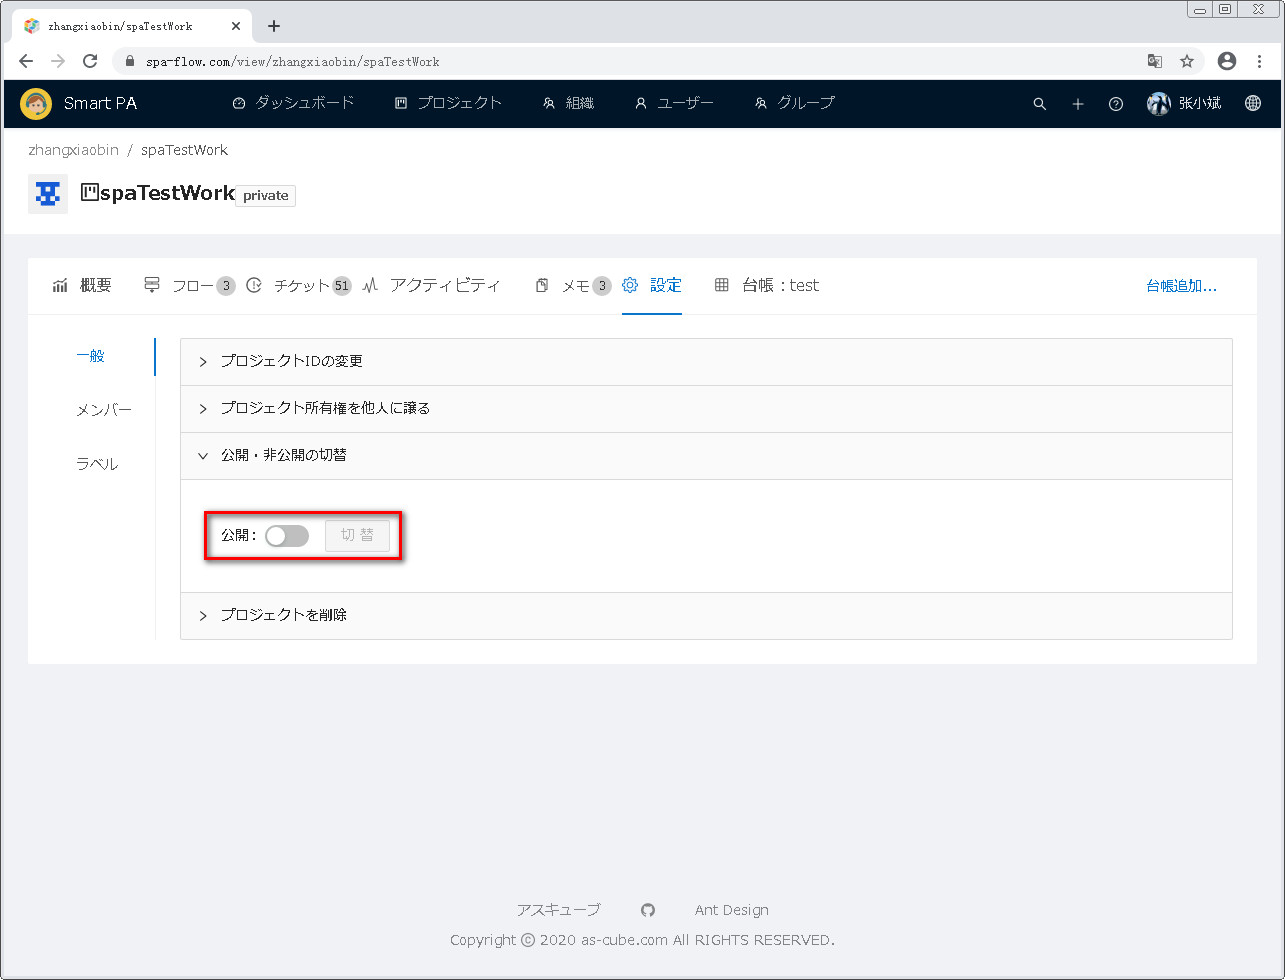 zhangxiaobin/spaTestWork
spa-flow.com/view/zhangxiaobin/spaTestWork
Smart PA ダッシュボード プロジェクト 組織 ユーザー グループ 张小斌
zhangxiaobin / spaTestWork
spaTestWork private
概要 フロー 3 チケット 51 アクティビティ メモ 3 設定 台帳：test 台帳追加...
一般
メンバー
ラベル
プロジェクトIDの変更
プロジェクト所有権を他人に譲る
公開・非公開の切替
公開： 切 替
プロジェクトを削除
アスキューブ Ant Design
Copyright © 2020 as-cube.com All RIGHTS RESERVED.